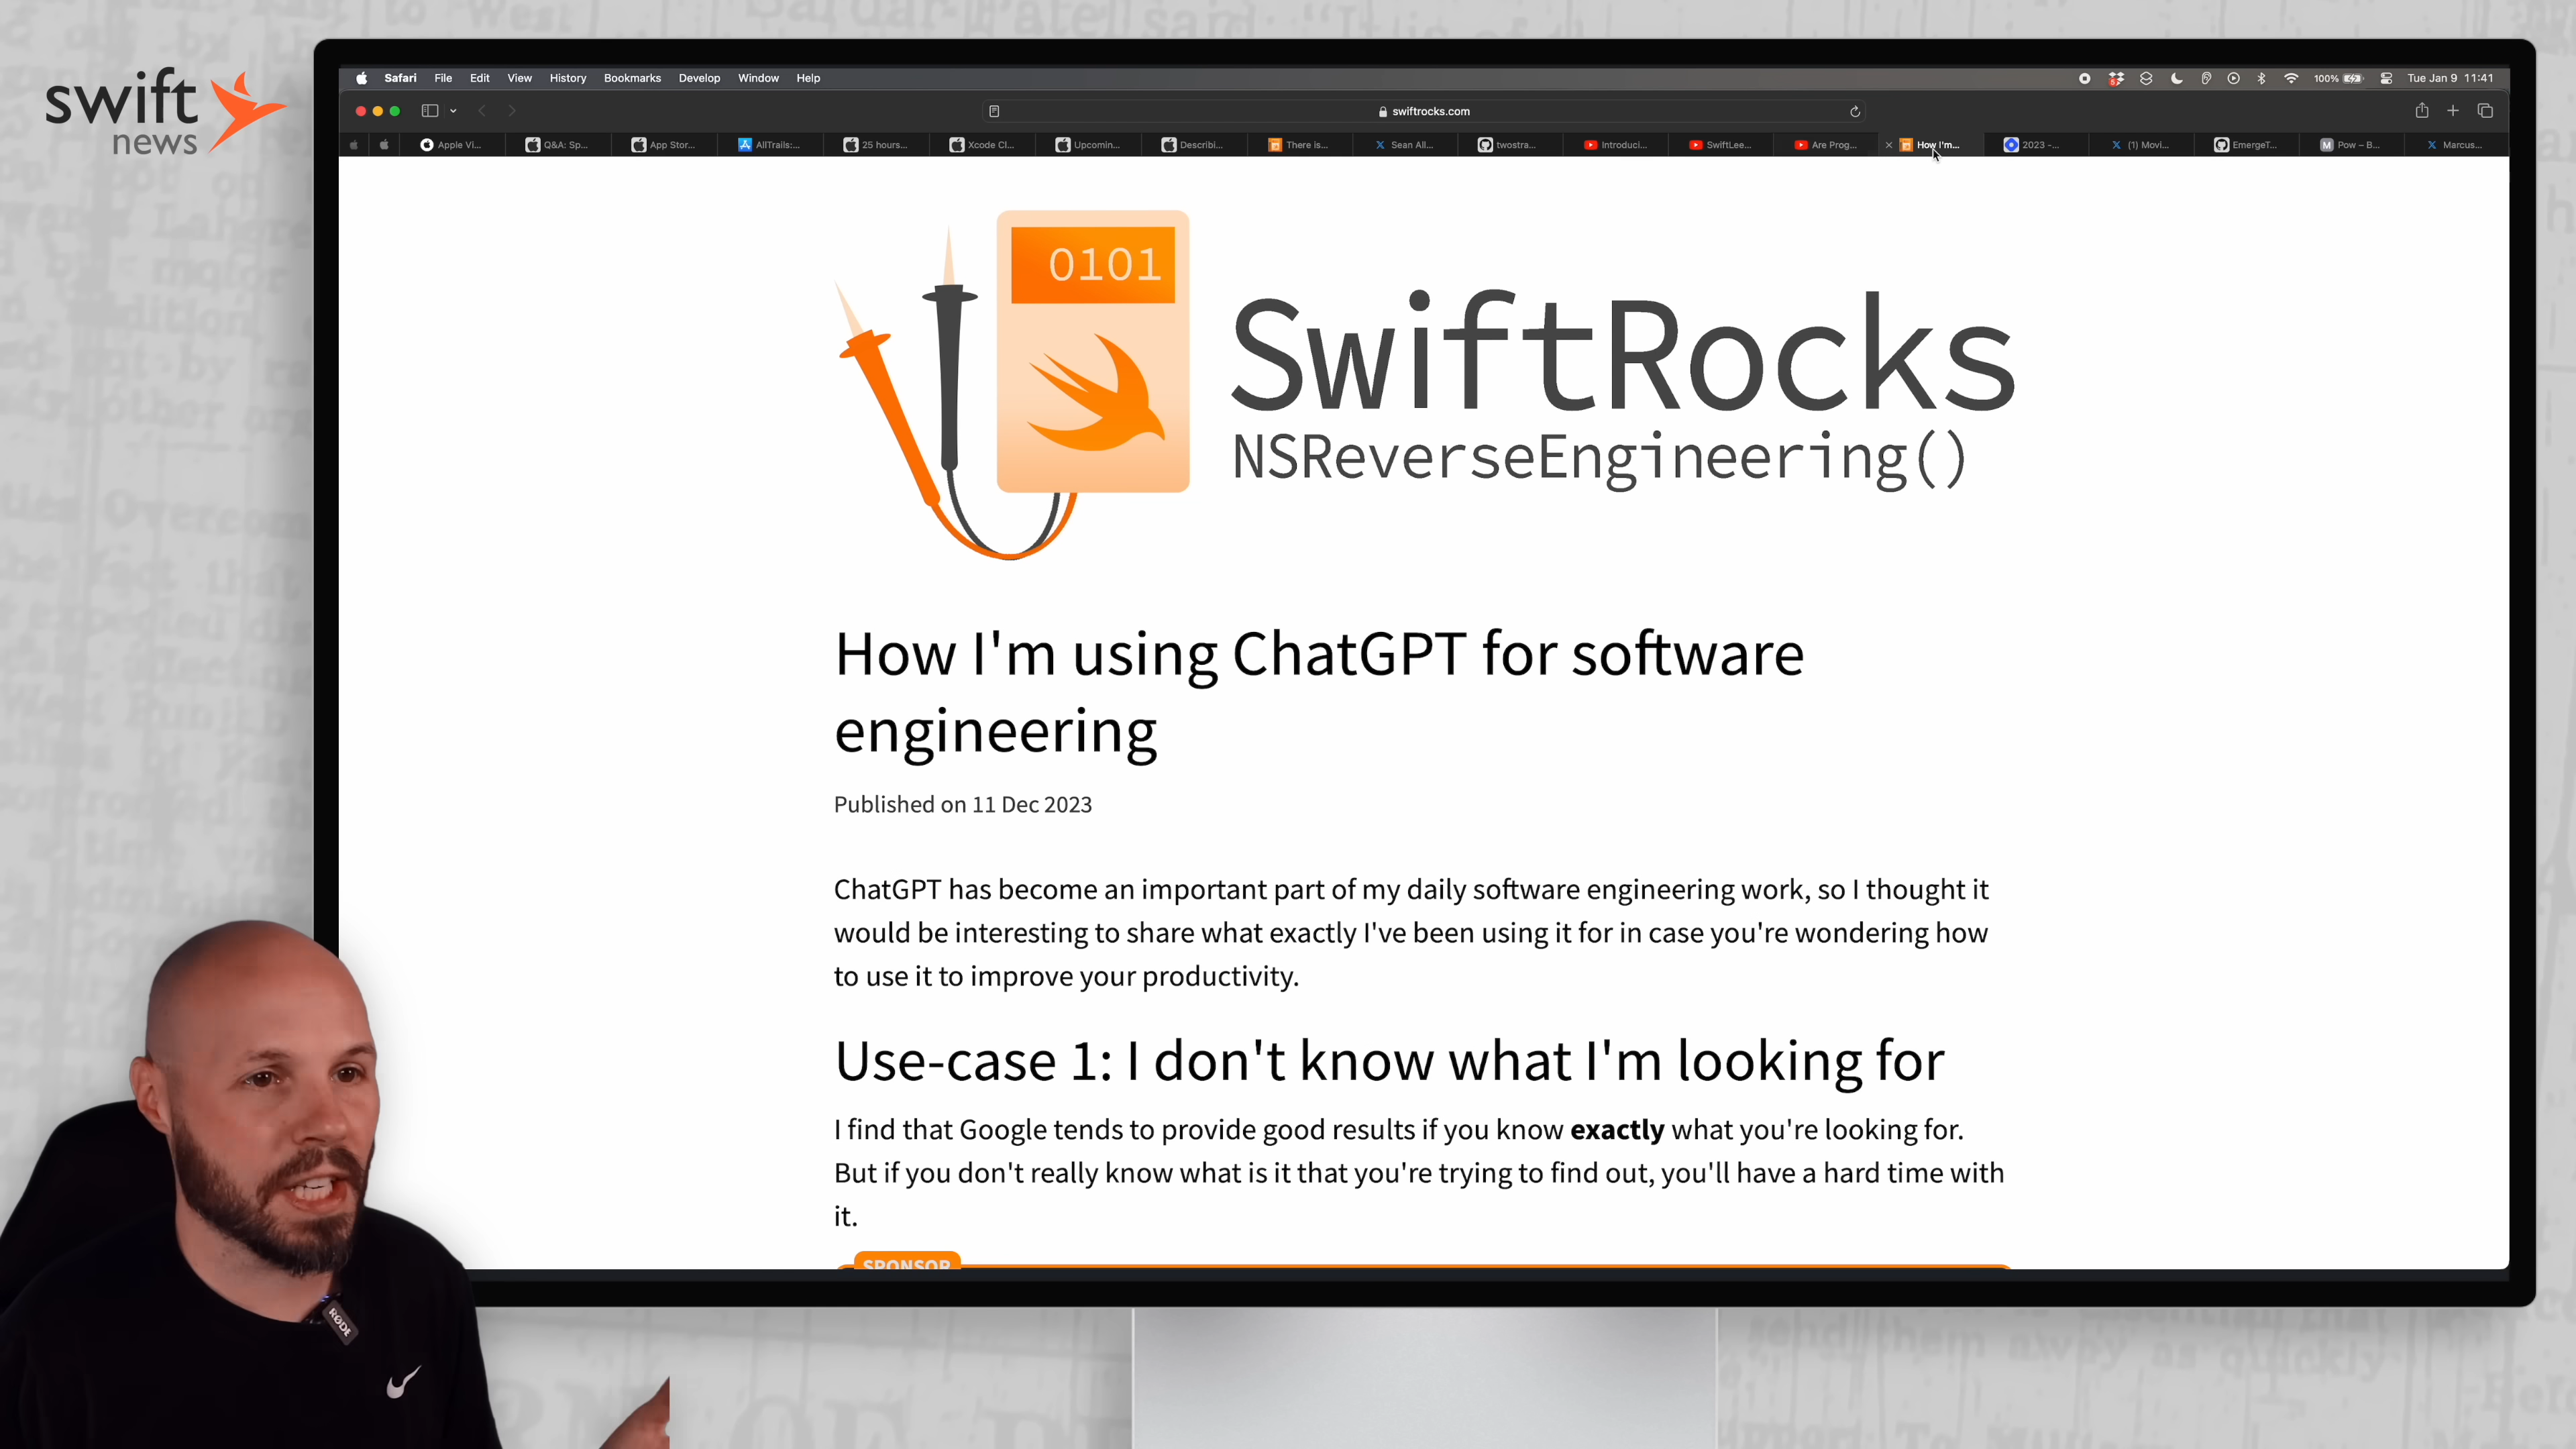 swift
news
Safari File Edit View History Bookmarks Develop Window Help
100% Tue Jan 9 11:41
swiftrocks.com
Apple Vi... Q&A: Sp... App Stor... AllTrails:... 25 hours... Xcode Cl... Upcomin... Describi... There is... Sean All... twostra... Introduci... SwiftLee... Are Prog... How I'm... 2023 -... (1) Movi... EmergeT... Pow – B... Marcus...
0101
SwiftRocks
NSReverseEngineering()
How I'm using ChatGPT for software
engineering
Published on 11 Dec 2023
ChatGPT has become an important part of my daily software engineering work, so I thought it
would be interesting to share what exactly I've been using it for in case you're wondering how
to use it to improve your productivity.
Use-case 1: I don't know what I'm looking for
I find that Google tends to provide good results if you know exactly what you're looking for.
But if you don't really know what is it that you're trying to find out, you'll have a hard time with
it.
SPONSOR
RØDE